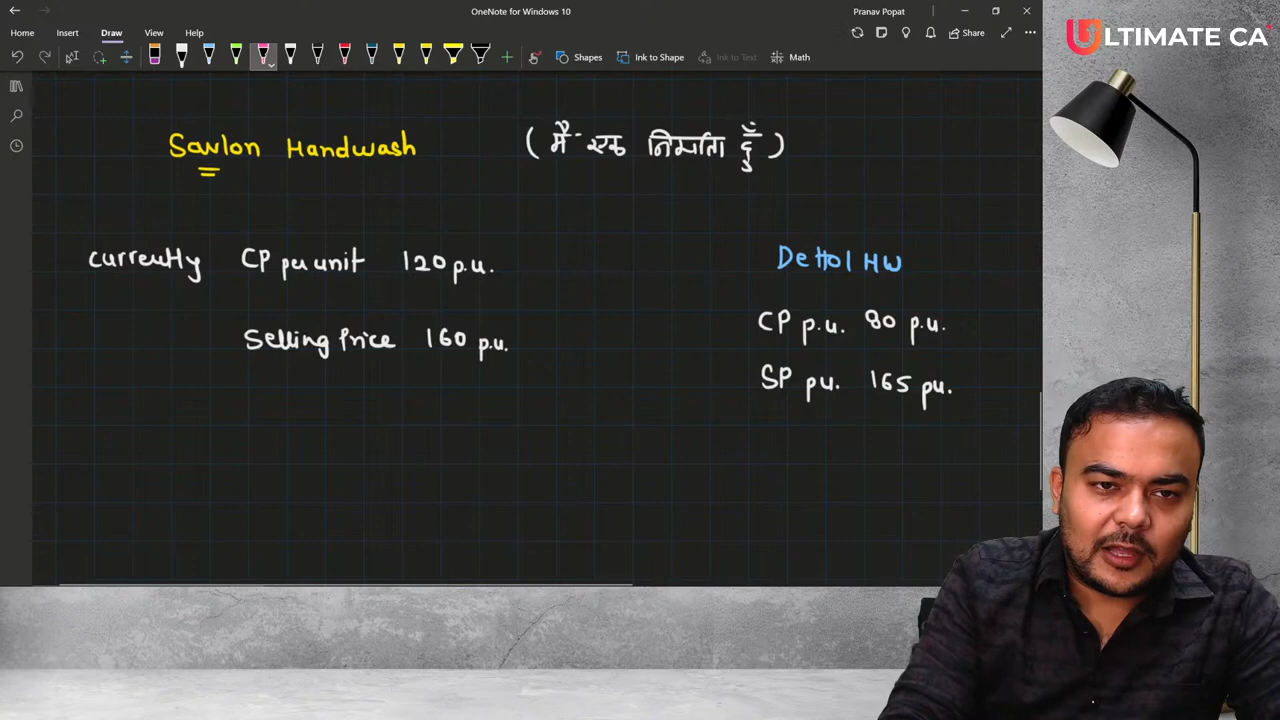 OneNote for Windows 10
Pranav Popat
Home Insert Draw View Help
Share
Shapes Ink to Shape Ink to Text Math
ULTIMATE CA
Savlon Handwash (मैं एक निर्माता हूँ)
currently CP per unit 120 p.u.
Selling Price 160 p.u.
Dettol HW
CP p.u. 80 p.u.
SP pu. 165 pu.